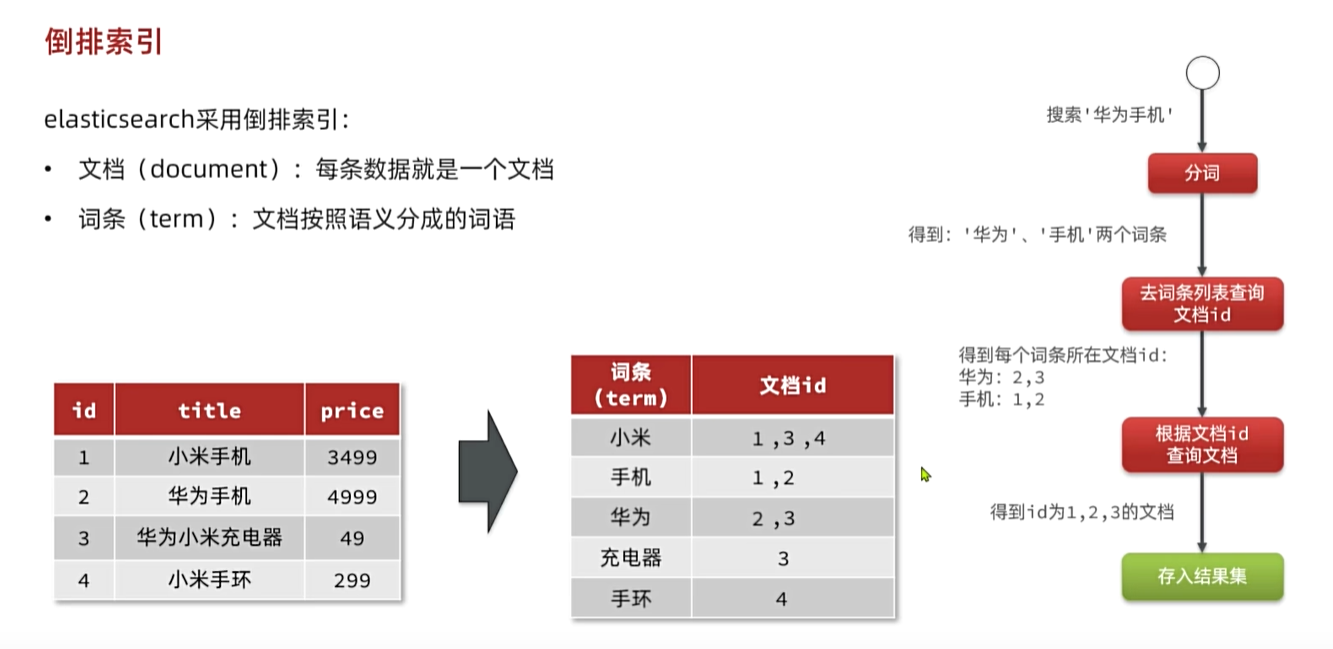 倒排索引
elasticsearch采用倒排索引：
• 文档（document）：每条数据就是一个文档
• 词条（term）：文档按照语义分成的词语
id title price
1 小米手机 3499
2 华为手机 4999
3 华为小米充电器 49
4 小米手环 299
词条
(term)
文档id
小米 1 ,3 ,4
手机 1 ,2
华为 2 ,3
充电器 3
手环 4
搜索'华为手机'
分词
得到：'华为'、'手机'两个词条
去词条列表查询
文档id
得到每个词条所在文档id：
华为：2,3
手机：1,2
根据文档id
查询文档
得到id为1,2,3的文档
存入结果集